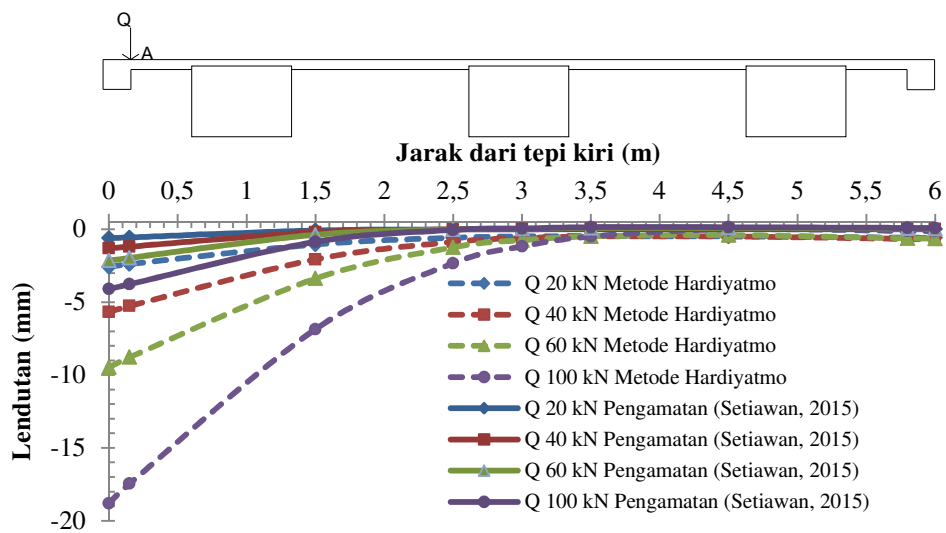 Q
A
Jarak dari tepi kiri (m)
0 0,5 1 1,5 2 2,5 3 3,5 4 4,5 5 5,5 6
0
-5
-10
-15
-20
Lendutan (mm)
Q 20 kN Metode Hardiyatmo
Q 40 kN Metode Hardiyatmo
Q 60 kN Metode Hardiyatmo
Q 100 kN Metode Hardiyatmo
Q 20 kN Pengamatan (Setiawan, 2015)
Q 40 kN Pengamatan (Setiawan, 2015)
Q 60 kN Pengamatan (Setiawan, 2015)
Q 100 kN Pengamatan (Setiawan, 2015)